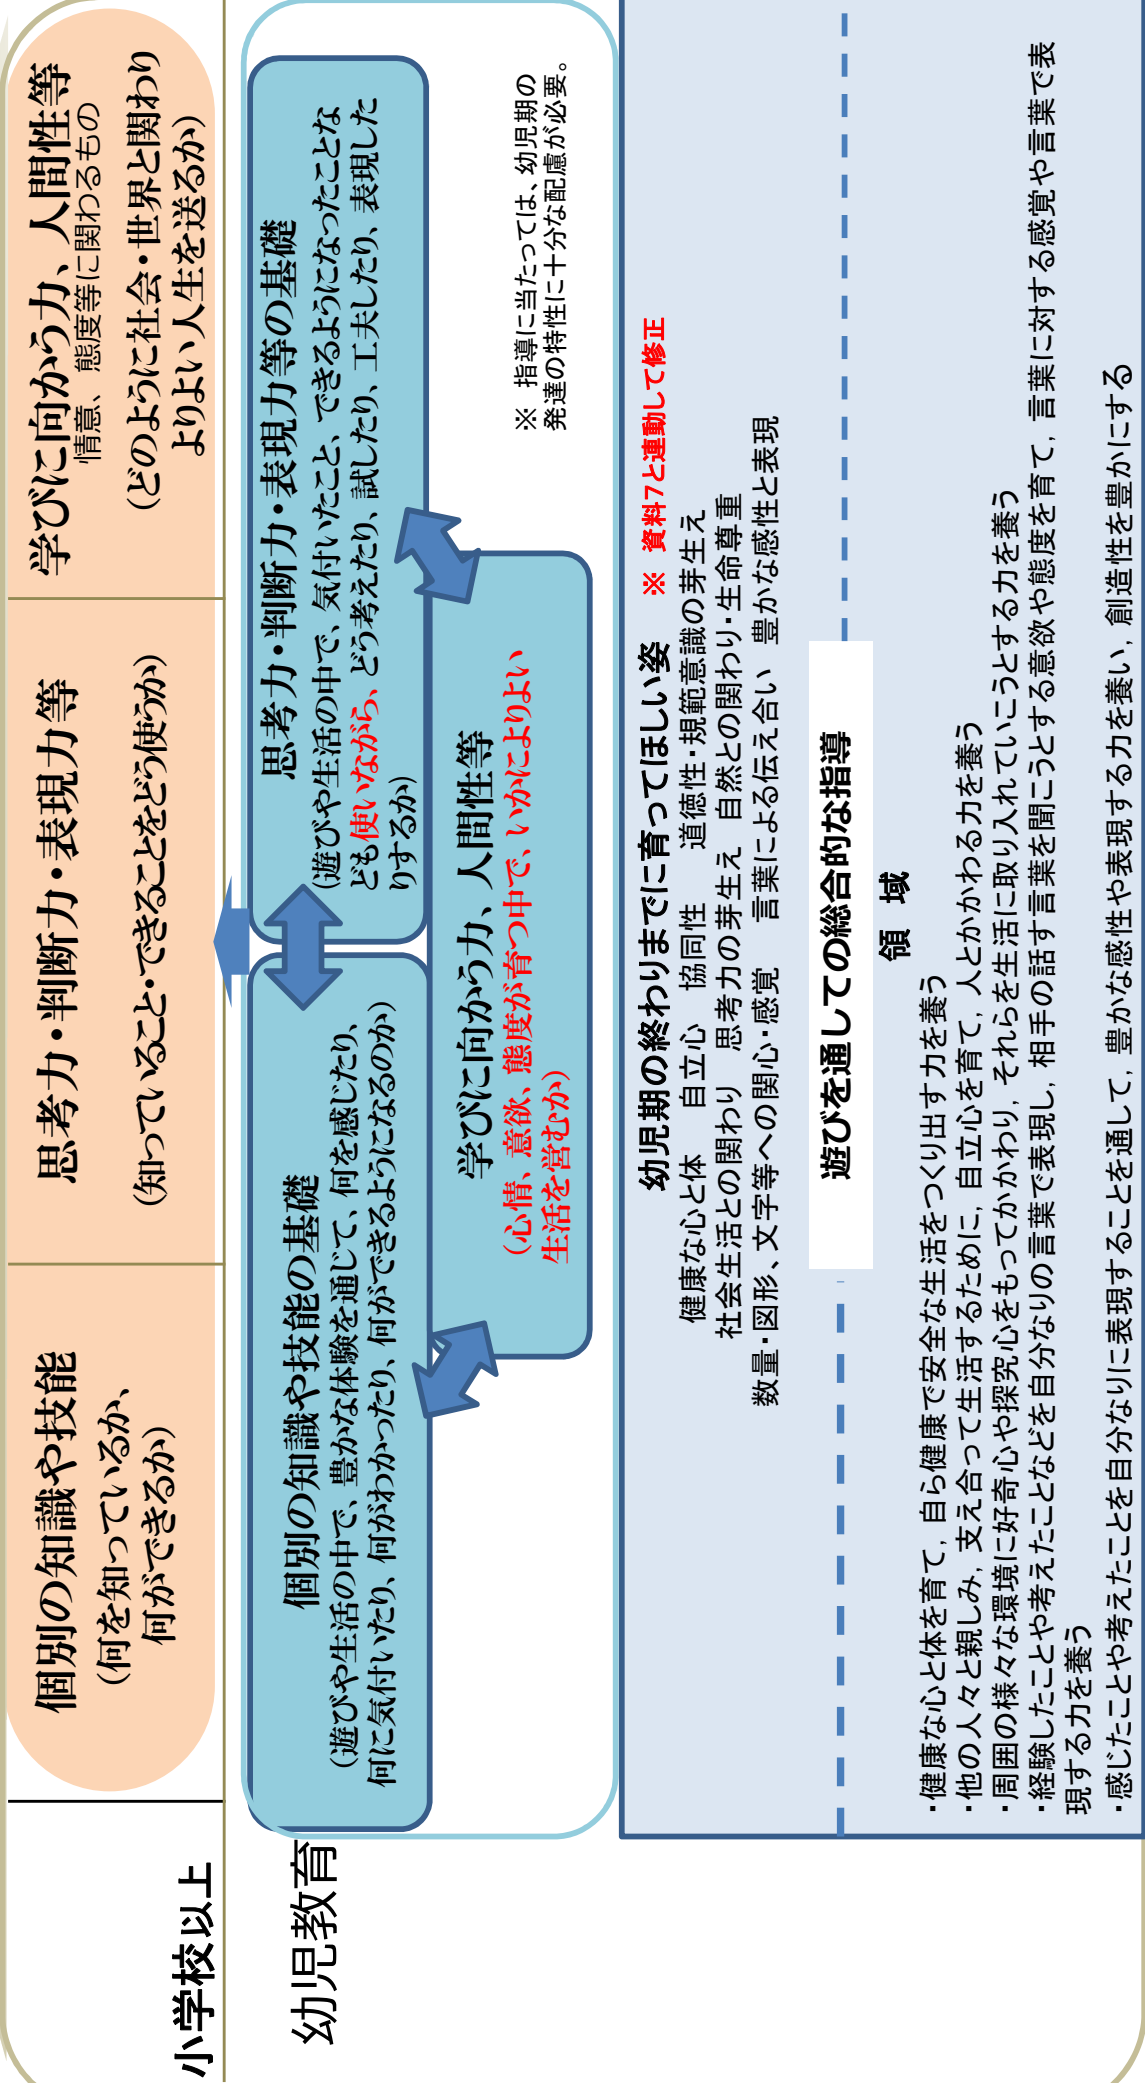 小学校以上
個別の知識や技能
(何を知っているか、
何ができるか)
思考力・判断力・表現力等
(知っていること・できることをどう使うか)
学びに向かう力、人間性等
情意、態度等に関わるもの
(どのように社会・世界と関わり
よりよい人生を送るか)
幼児教育
個別の知識や技能の基礎
(遊びや生活の中で、豊かな体験を通じて、何を感じたり、
何に気付いたり、何がわかったり、何ができるようになるのか)
思考力・判断力・表現力等の基礎
(遊びや生活の中で、気付いたこと、できるようになったことな
ども使いながら、どう考えたり、試したり、工夫したり、表現した
りするか)
学びに向かう力、人間性等
(心情、意欲、態度が育つ中で、いかによりよい
生活を営むか)
※ 指導に当たっては、幼児期の
発達の特性に十分な配慮が必要。
幼児期の終わりまでに育ってほしい姿 ※ 資料7と連動して修正
健康な心と体 自立心 協同性 道徳性・規範意識の芽生え
社会生活との関わり 思考力の芽生え 自然との関わり・生命尊重
数量・図形、文字等への関心・感覚 言葉による伝え合い 豊かな感性と表現
遊びを通しての総合的な指導
領 域
・健康な心と体を育て, 自ら健康で安全な生活をつくり出す力を養う
・他の人々と親しみ, 支え合って生活するために, 自立心を育て, 人とかかわる力を養う
・周囲の様々な環境に好奇心や探究心をもってかかわり, それらを生活に取り入れていこうとする力を養う
・経験したことや考えたことなどを自分なりの言葉で表現し, 相手の話す言葉を聞こうとする意欲や態度を育て, 言葉に対する感覚や言葉で表
現する力を養う
・感じたことや考えたことを自分なりに表現することを通して, 豊かな感性や表現する力を養い, 創造性を豊かにする